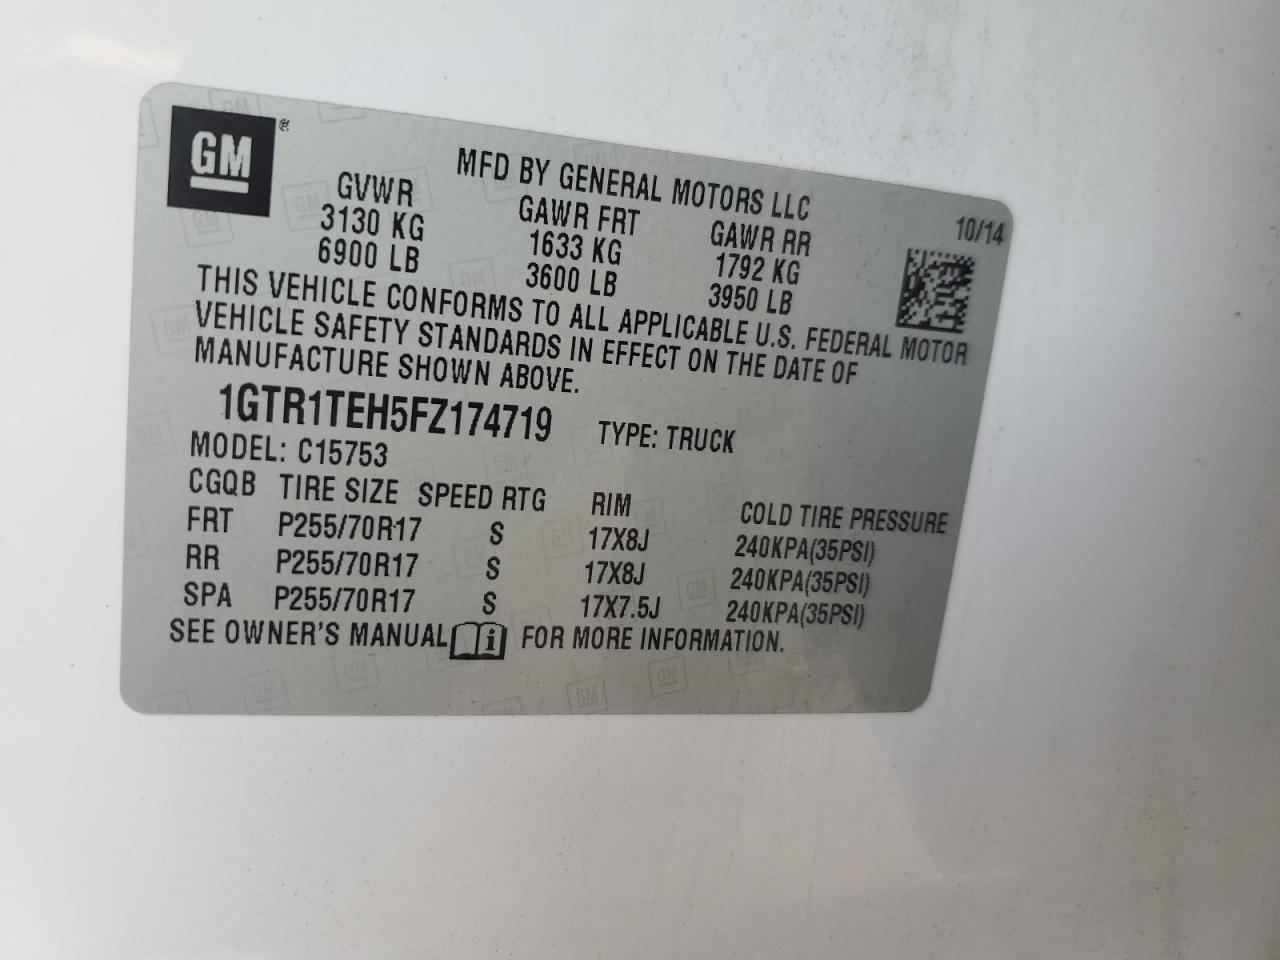 GM ®
MFD BY GENERAL MOTORS LLC
10/14
GVWR GAWR FRT GAWR RR
3130 KG 1633 KG 1792 KG
6900 LB 3600 LB 3950 LB
THIS VEHICLE CONFORMS TO ALL APPLICABLE U.S. FEDERAL MOTOR
VEHICLE SAFETY STANDARDS IN EFFECT ON THE DATE OF
MANUFACTURE SHOWN ABOVE.
1GTR1TEH5FZ174719 TYPE: TRUCK
MODEL: C15753
CGQB TIRE SIZE SPEED RTG RIM COLD TIRE PRESSURE
FRT P255/70R17 S 17X8J 240KPA(35PSI)
RR P255/70R17 S 17X8J 240KPA(35PSI)
SPA P255/70R17 S 17X7.5J 240KPA(35PSI)
SEE OWNER'S MANUAL i FOR MORE INFORMATION.